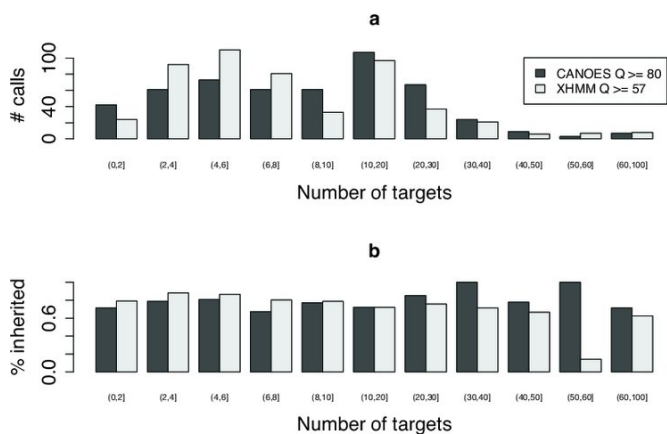 a
# calls
100
40
0
CANOES Q >= 80
XHMM Q >= 57
(0,2] (2,4] (4,6] (6,8] (8,10] (10,20] (20,30] (30,40] (40,50] (50,60] (60,100]
Number of targets
b
% inherited
0.6
0.0
(0,2] (2,4] (4,6] (6,8] (8,10] (10,20] (20,30] (30,40] (40,50] (50,60] (60,100]
Number of targets